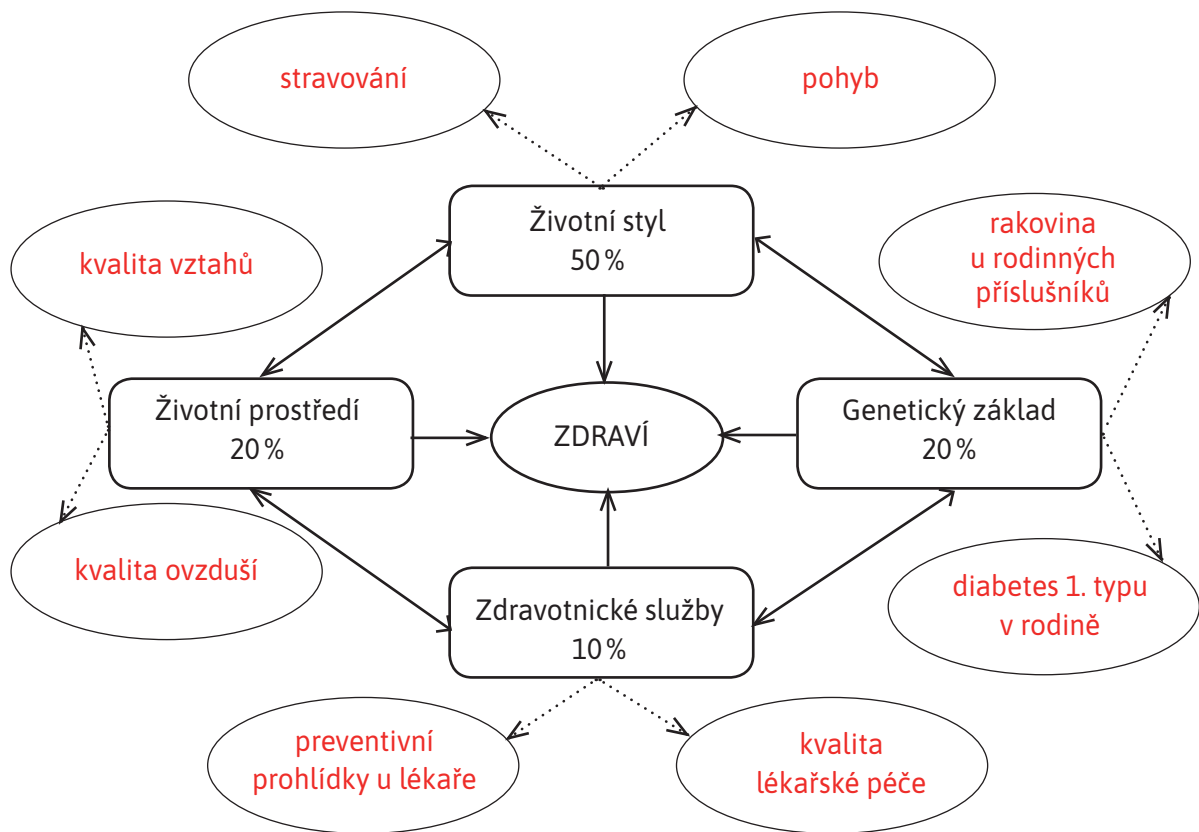 stravování
pohyb
Životní styl
50 %
kvalita vztahů
rakovina
u rodinných
příslušníků
Životní prostředí
20 %
ZDRAVÍ
Genetický základ
20 %
kvalita ovzduší
Zdravotnické služby
10 %
diabetes 1. typu
v rodině
preventivní
prohlídky u lékaře
kvalita
lékařské péče